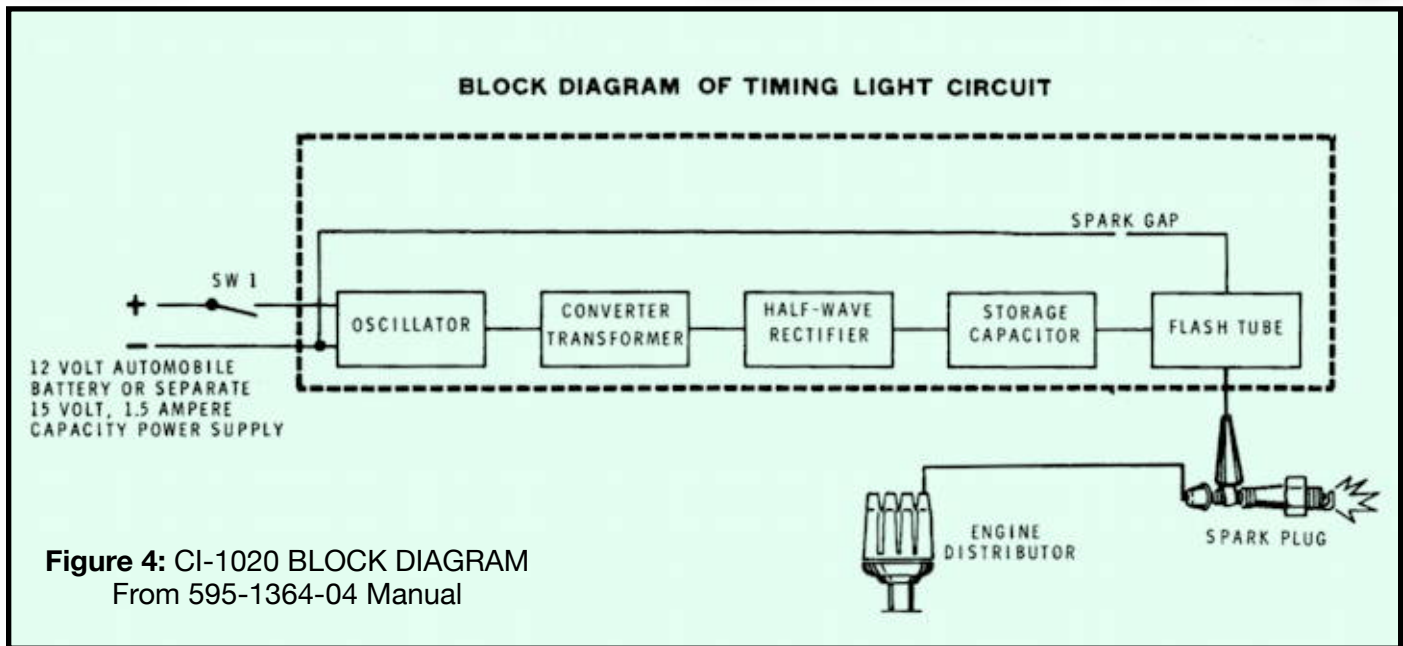 BLOCK DIAGRAM OF TIMING LIGHT CIRCUIT
SPARK GAP
SW 1
+
−
OSCILLATOR
CONVERTER
TRANSFORMER
HALF-WAVE
RECTIFIER
STORAGE
CAPACITOR
FLASH TUBE
12 VOLT AUTOMOBILE
BATTERY OR SEPARATE
15 VOLT, 1.5 AMPERE
CAPACITY POWER SUPPLY
ENGINE
DISTRIBUTOR
SPARK PLUG
Figure 4: CI-1020 BLOCK DIAGRAM
From 595-1364-04 Manual